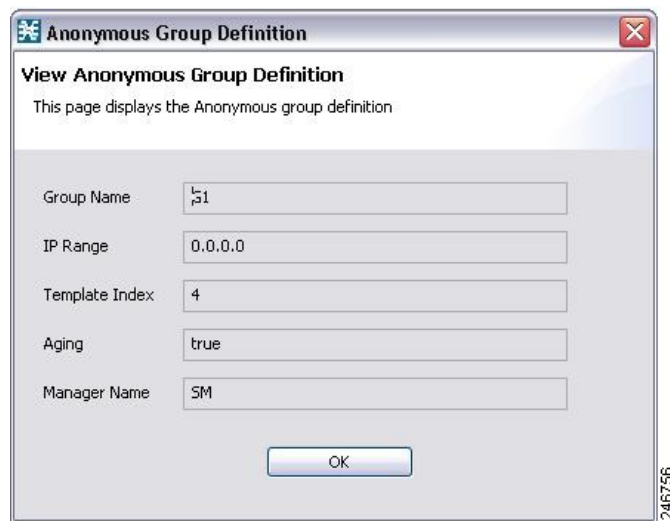 Anonymous Group Definition
View Anonymous Group Definition
This page displays the Anonymous group definition
Group Name
G1
IP Range
0.0.0.0
Template Index
4
Aging
true
Manager Name
SM
OK
246756